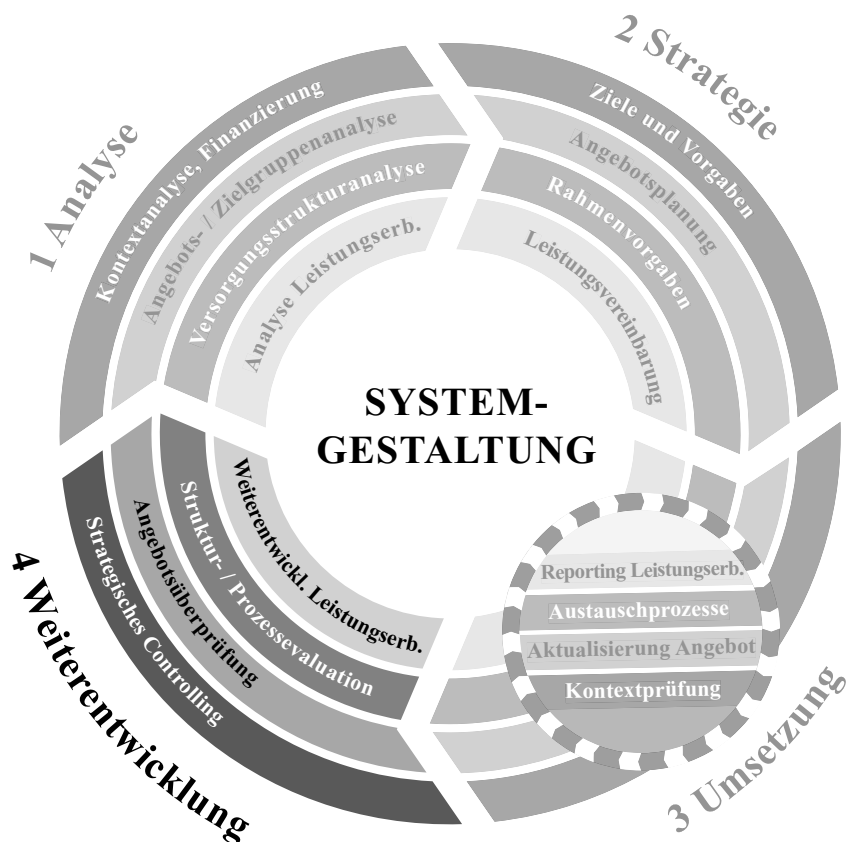 1 Analyse
Kontextanalyse, Finanzierung
Angebots- / Zielgruppenanalyse
Versorgungsstrukturanalyse
Analyse Leistungserb.
2 Strategie
Ziele und Vorgaben
Angebotsplanung
Rahmenvorgaben
Leistungsvereinbarung
SYSTEM-
GESTALTUNG
3 Umsetzung
Reporting Leistungserb.
Austauschprozesse
Aktualisierung Angebot
Kontextprüfung
4 Weiterentwicklung
Strategisches Controlling
Angebotsüberprüfung
Struktur- / Prozessevaluation
Weiterentwickl. Leistungserb.